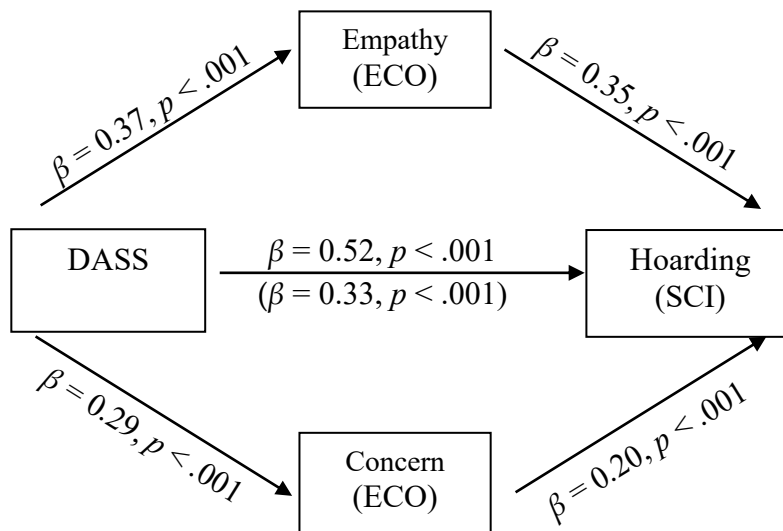 Empathy
(ECO)
β = 0.37, p < .001
β = 0.35, p < .001
DASS
β = 0.52, p < .001
(β = 0.33, p < .001)
Hoarding
(SCI)
β = 0.29, p < .001
Concern
(ECO)
β = 0.20, p < .001